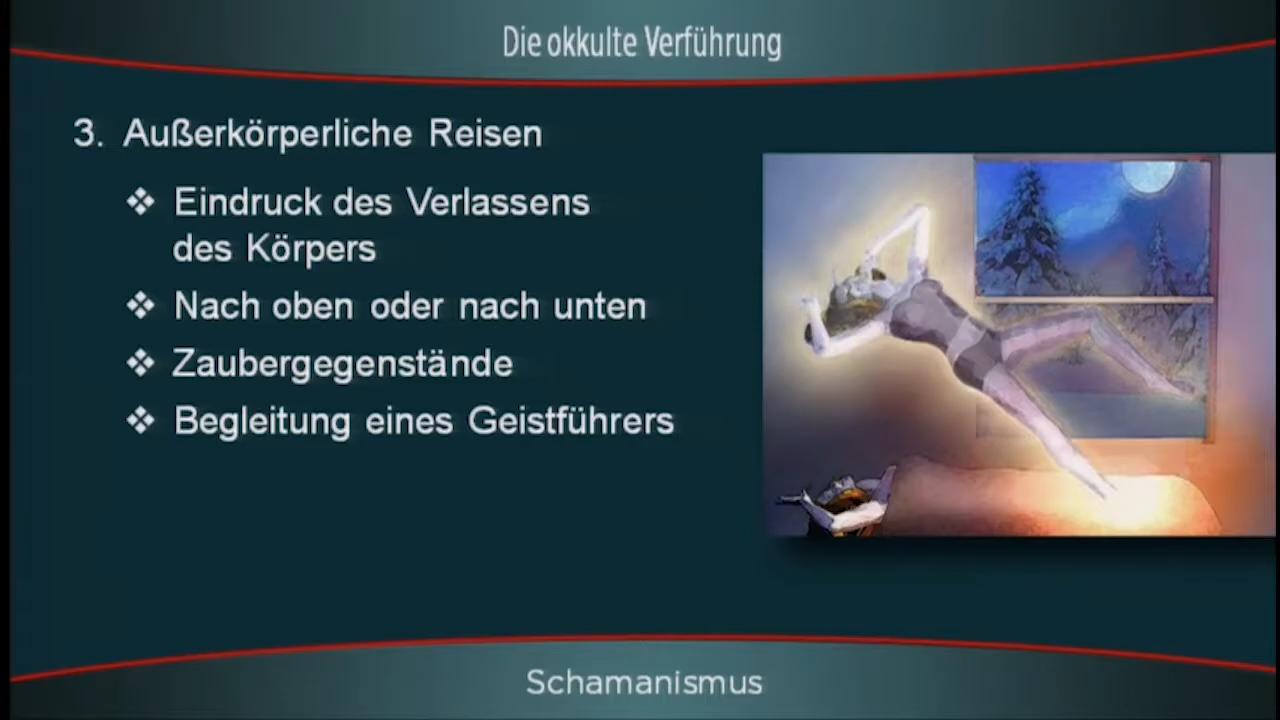 Die okkulte Verführung
3. Außerkörperliche Reisen
❖ Eindruck des Verlassens
des Körpers
❖ Nach oben oder nach unten
❖ Zaubergegenstände
❖ Begleitung eines Geistführers
Schamanismus